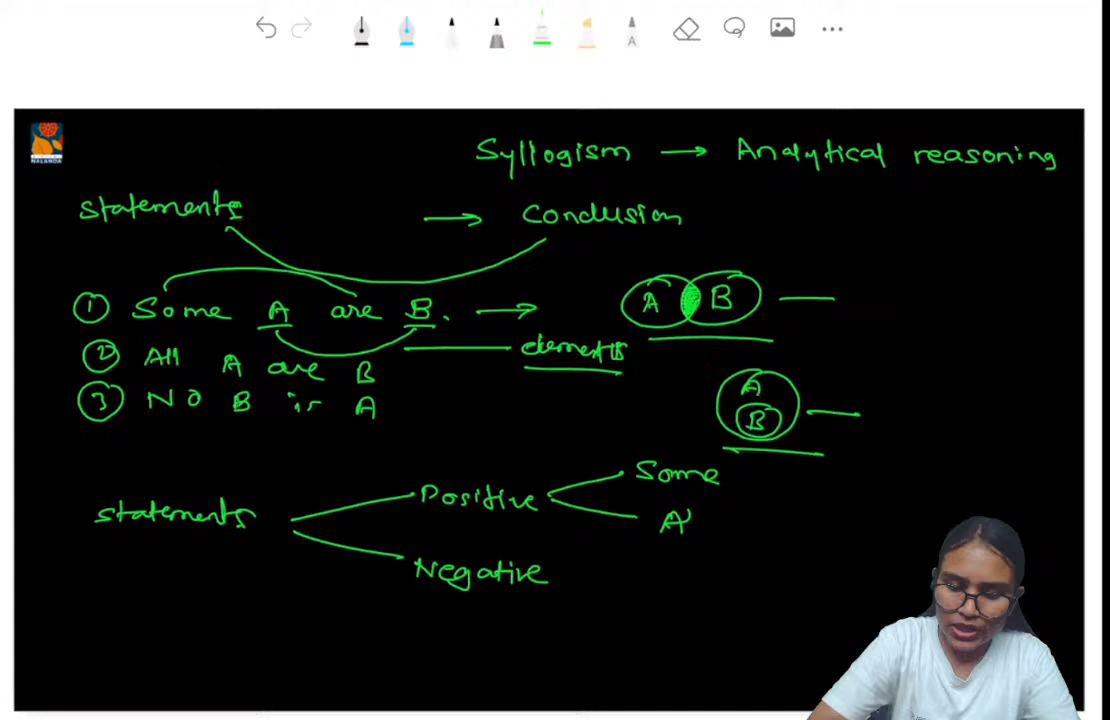 Syllogism → Analytical reasoning
Statements → Conclusion
① Some A are B. → A B
elements
② All A are B
③ NO B is A
A
B
Statements Positive Some
A
Negative
NALANDA
A